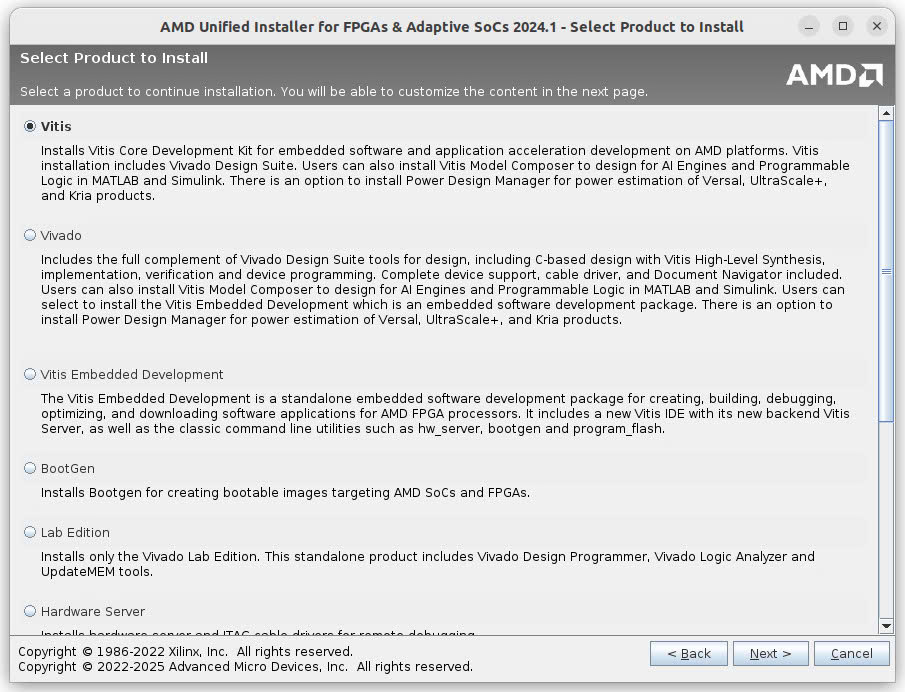 AMD Unified Installer for FPGAs & Adaptive SoCs 2024.1 - Select Product to Install
Select Product to Install
AMD
Select a product to continue installation. You will be able to customize the content in the next page.
Vitis
Installs Vitis Core Development Kit for embedded software and application acceleration development on AMD platforms. Vitis
installation includes Vivado Design Suite. Users can also install Vitis Model Composer to design for AI Engines and Programmable
Logic in MATLAB and Simulink. There is an option to install Power Design Manager for power estimation of Versal, UltraScale+,
and Kria products.
Vivado
Includes the full complement of Vivado Design Suite tools for design, including C-based design with Vitis High-Level Synthesis,
implementation, verification and device programming. Complete device support, cable driver, and Document Navigator included.
Users can also install Vitis Model Composer to design for AI Engines and Programmable Logic in MATLAB and Simulink. Users can
select to install the Vitis Embedded Development which is an embedded software development package. There is an option to
install Power Design Manager for power estimation of Versal, UltraScale+, and Kria products.
Vitis Embedded Development
The Vitis Embedded Development is a standalone embedded software development package for creating, building, debugging,
optimizing, and downloading software applications for AMD FPGA processors. It includes a new Vitis IDE with its new backend Vitis
Server, as well as the classic command line utilities such as hw_server, bootgen and program_flash.
BootGen
Installs Bootgen for creating bootable images targeting AMD SoCs and FPGAs.
Lab Edition
Installs only the Vivado Lab Edition. This standalone product includes Vivado Design Programmer, Vivado Logic Analyzer and
UpdateMEM tools.
Hardware Server
Installs hardware server and JTAG cable drivers for remote debugging.
Copyright © 1986-2022 Xilinx, Inc. All rights reserved.
Copyright © 2022-2025 Advanced Micro Devices, Inc. All rights reserved.
< Back
Next >
Cancel